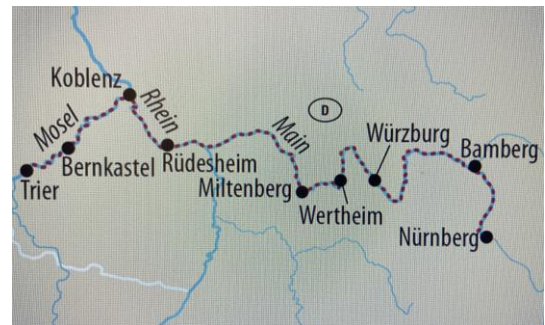 Koblenz
Rhein
Mosel
D
Main
Würzburg
Bamberg
Bernkastel
Rüdesheim
Trier
Miltenberg
Wertheim
Nürnberg